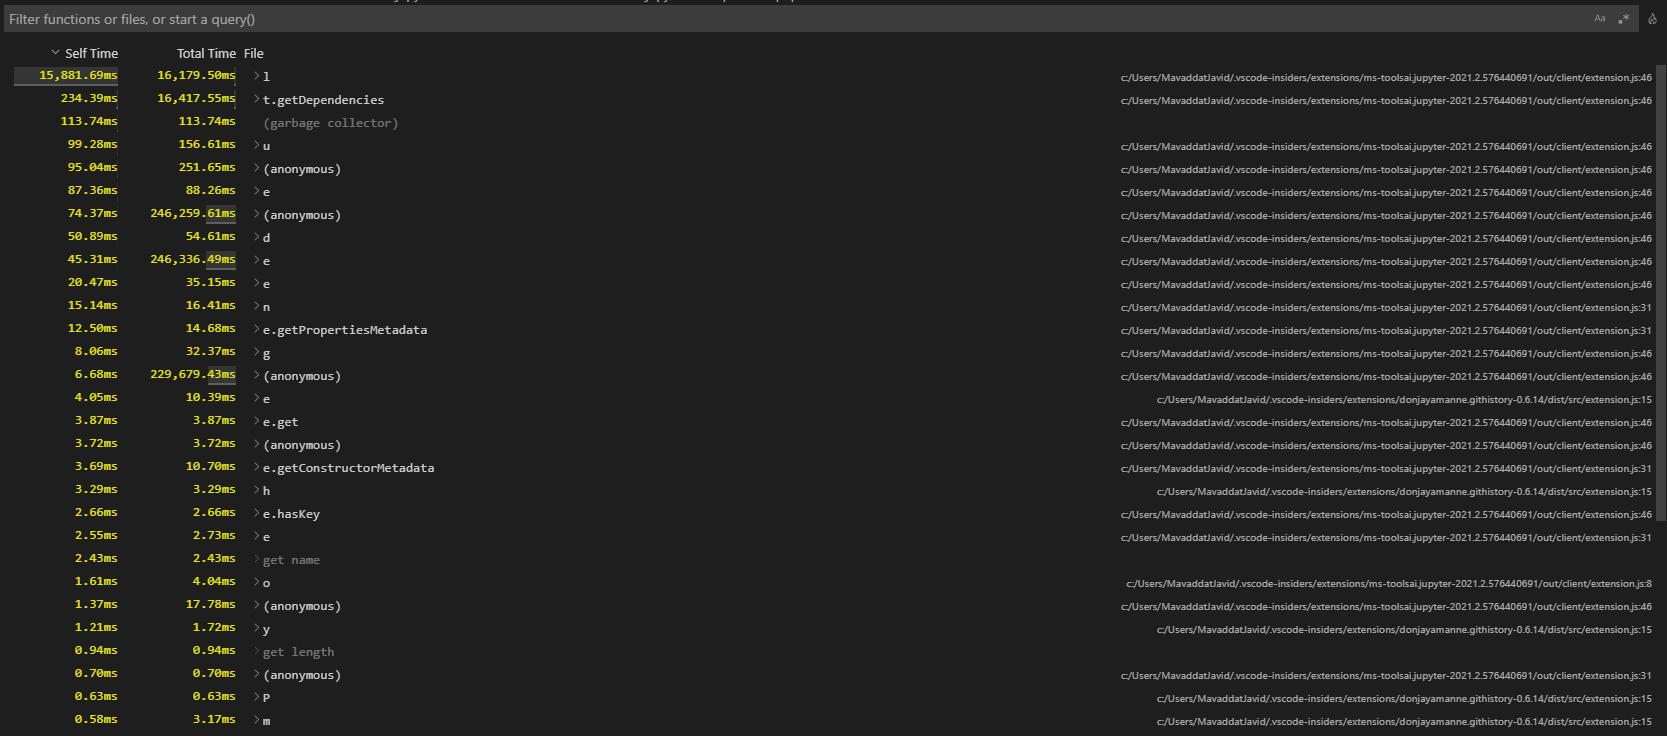 Filter functions or files, or start a query()
Self Time Total Time File
15,881.69ms 16,179.50ms l c:/Users/MavaddatJavid/.vscode-insiders/extensions/ms-toolsai.jupyter-2021.2.576440691/out/client/extension.js:46
234.39ms 16,417.55ms t.getDependencies c:/Users/MavaddatJavid/.vscode-insiders/extensions/ms-toolsai.jupyter-2021.2.576440691/out/client/extension.js:46
113.74ms 113.74ms (garbage collector)
99.28ms 156.61ms u c:/Users/MavaddatJavid/.vscode-insiders/extensions/ms-toolsai.jupyter-2021.2.576440691/out/client/extension.js:46
95.04ms 251.65ms (anonymous) c:/Users/MavaddatJavid/.vscode-insiders/extensions/ms-toolsai.jupyter-2021.2.576440691/out/client/extension.js:46
87.36ms 88.26ms e c:/Users/MavaddatJavid/.vscode-insiders/extensions/ms-toolsai.jupyter-2021.2.576440691/out/client/extension.js:46
74.37ms 246,259.61ms (anonymous) c:/Users/MavaddatJavid/.vscode-insiders/extensions/ms-toolsai.jupyter-2021.2.576440691/out/client/extension.js:46
50.89ms 54.61ms d c:/Users/MavaddatJavid/.vscode-insiders/extensions/ms-toolsai.jupyter-2021.2.576440691/out/client/extension.js:46
45.31ms 246,336.49ms e c:/Users/MavaddatJavid/.vscode-insiders/extensions/ms-toolsai.jupyter-2021.2.576440691/out/client/extension.js:46
20.47ms 35.15ms e c:/Users/MavaddatJavid/.vscode-insiders/extensions/ms-toolsai.jupyter-2021.2.576440691/out/client/extension.js:46
15.14ms 16.41ms n c:/Users/MavaddatJavid/.vscode-insiders/extensions/ms-toolsai.jupyter-2021.2.576440691/out/client/extension.js:31
12.50ms 14.68ms e.getPropertiesMetadata c:/Users/MavaddatJavid/.vscode-insiders/extensions/ms-toolsai.jupyter-2021.2.576440691/out/client/extension.js:31
8.06ms 32.37ms g c:/Users/MavaddatJavid/.vscode-insiders/extensions/ms-toolsai.jupyter-2021.2.576440691/out/client/extension.js:46
6.68ms 229,679.43ms (anonymous) c:/Users/MavaddatJavid/.vscode-insiders/extensions/ms-toolsai.jupyter-2021.2.576440691/out/client/extension.js:46
4.05ms 10.39ms e c:/Users/MavaddatJavid/.vscode-insiders/extensions/donjayamanne.githistory-0.6.14/dist/src/extension.js:15
3.87ms 3.87ms e.get c:/Users/MavaddatJavid/.vscode-insiders/extensions/ms-toolsai.jupyter-2021.2.576440691/out/client/extension.js:46
3.72ms 3.72ms (anonymous) c:/Users/MavaddatJavid/.vscode-insiders/extensions/ms-toolsai.jupyter-2021.2.576440691/out/client/extension.js:46
3.69ms 10.70ms e.getConstructorMetadata c:/Users/MavaddatJavid/.vscode-insiders/extensions/ms-toolsai.jupyter-2021.2.576440691/out/client/extension.js:31
3.29ms 3.29ms h c:/Users/MavaddatJavid/.vscode-insiders/extensions/donjayamanne.githistory-0.6.14/dist/src/extension.js:15
2.66ms 2.66ms e.hasKey c:/Users/MavaddatJavid/.vscode-insiders/extensions/ms-toolsai.jupyter-2021.2.576440691/out/client/extension.js:46
2.55ms 2.73ms e c:/Users/MavaddatJavid/.vscode-insiders/extensions/ms-toolsai.jupyter-2021.2.576440691/out/client/extension.js:31
2.43ms 2.43ms get name
1.61ms 4.04ms o c:/Users/MavaddatJavid/.vscode-insiders/extensions/ms-toolsai.jupyter-2021.2.576440691/out/client/extension.js:8
1.37ms 17.78ms (anonymous) c:/Users/MavaddatJavid/.vscode-insiders/extensions/ms-toolsai.jupyter-2021.2.576440691/out/client/extension.js:46
1.21ms 1.72ms y c:/Users/MavaddatJavid/.vscode-insiders/extensions/donjayamanne.githistory-0.6.14/dist/src/extension.js:15
0.94ms 0.94ms get length
0.70ms 0.70ms (anonymous) c:/Users/MavaddatJavid/.vscode-insiders/extensions/ms-toolsai.jupyter-2021.2.576440691/out/client/extension.js:31
0.63ms 0.63ms P c:/Users/MavaddatJavid/.vscode-insiders/extensions/donjayamanne.githistory-0.6.14/dist/src/extension.js:15
0.58ms 3.17ms m c:/Users/MavaddatJavid/.vscode-insiders/extensions/donjayamanne.githistory-0.6.14/dist/src/extension.js:15